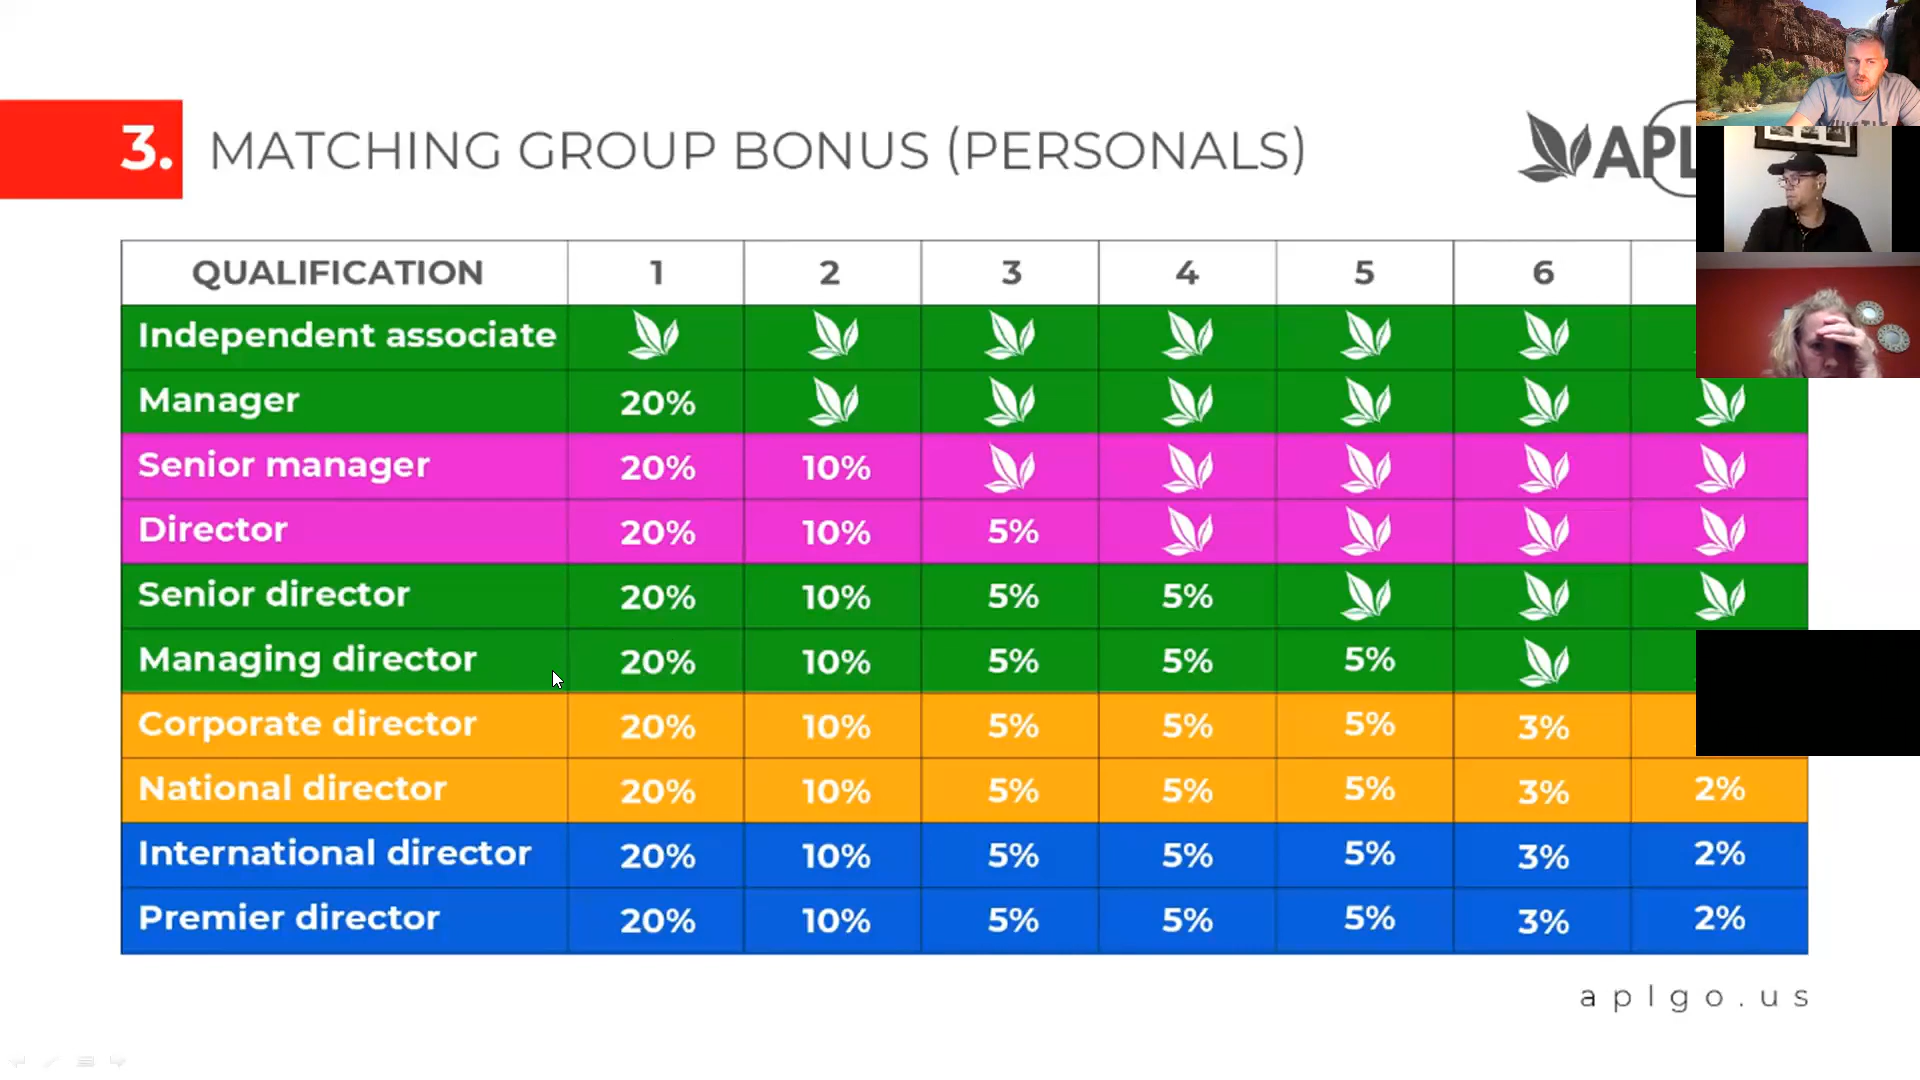 3. MATCHING GROUP BONUS (PERSONALS)
APL
QUALIFICATION 1 2 3 4 5 6
Independent associate
Manager 20%
Senior manager 20% 10%
Director 20% 10% 5%
Senior director 20% 10% 5% 5%
Managing director 20% 10% 5% 5% 5%
Corporate director 20% 10% 5% 5% 5% 3%
National director 20% 10% 5% 5% 5% 3% 2%
International director 20% 10% 5% 5% 5% 3% 2%
Premier director 20% 10% 5% 5% 5% 3% 2%
aplgo.us